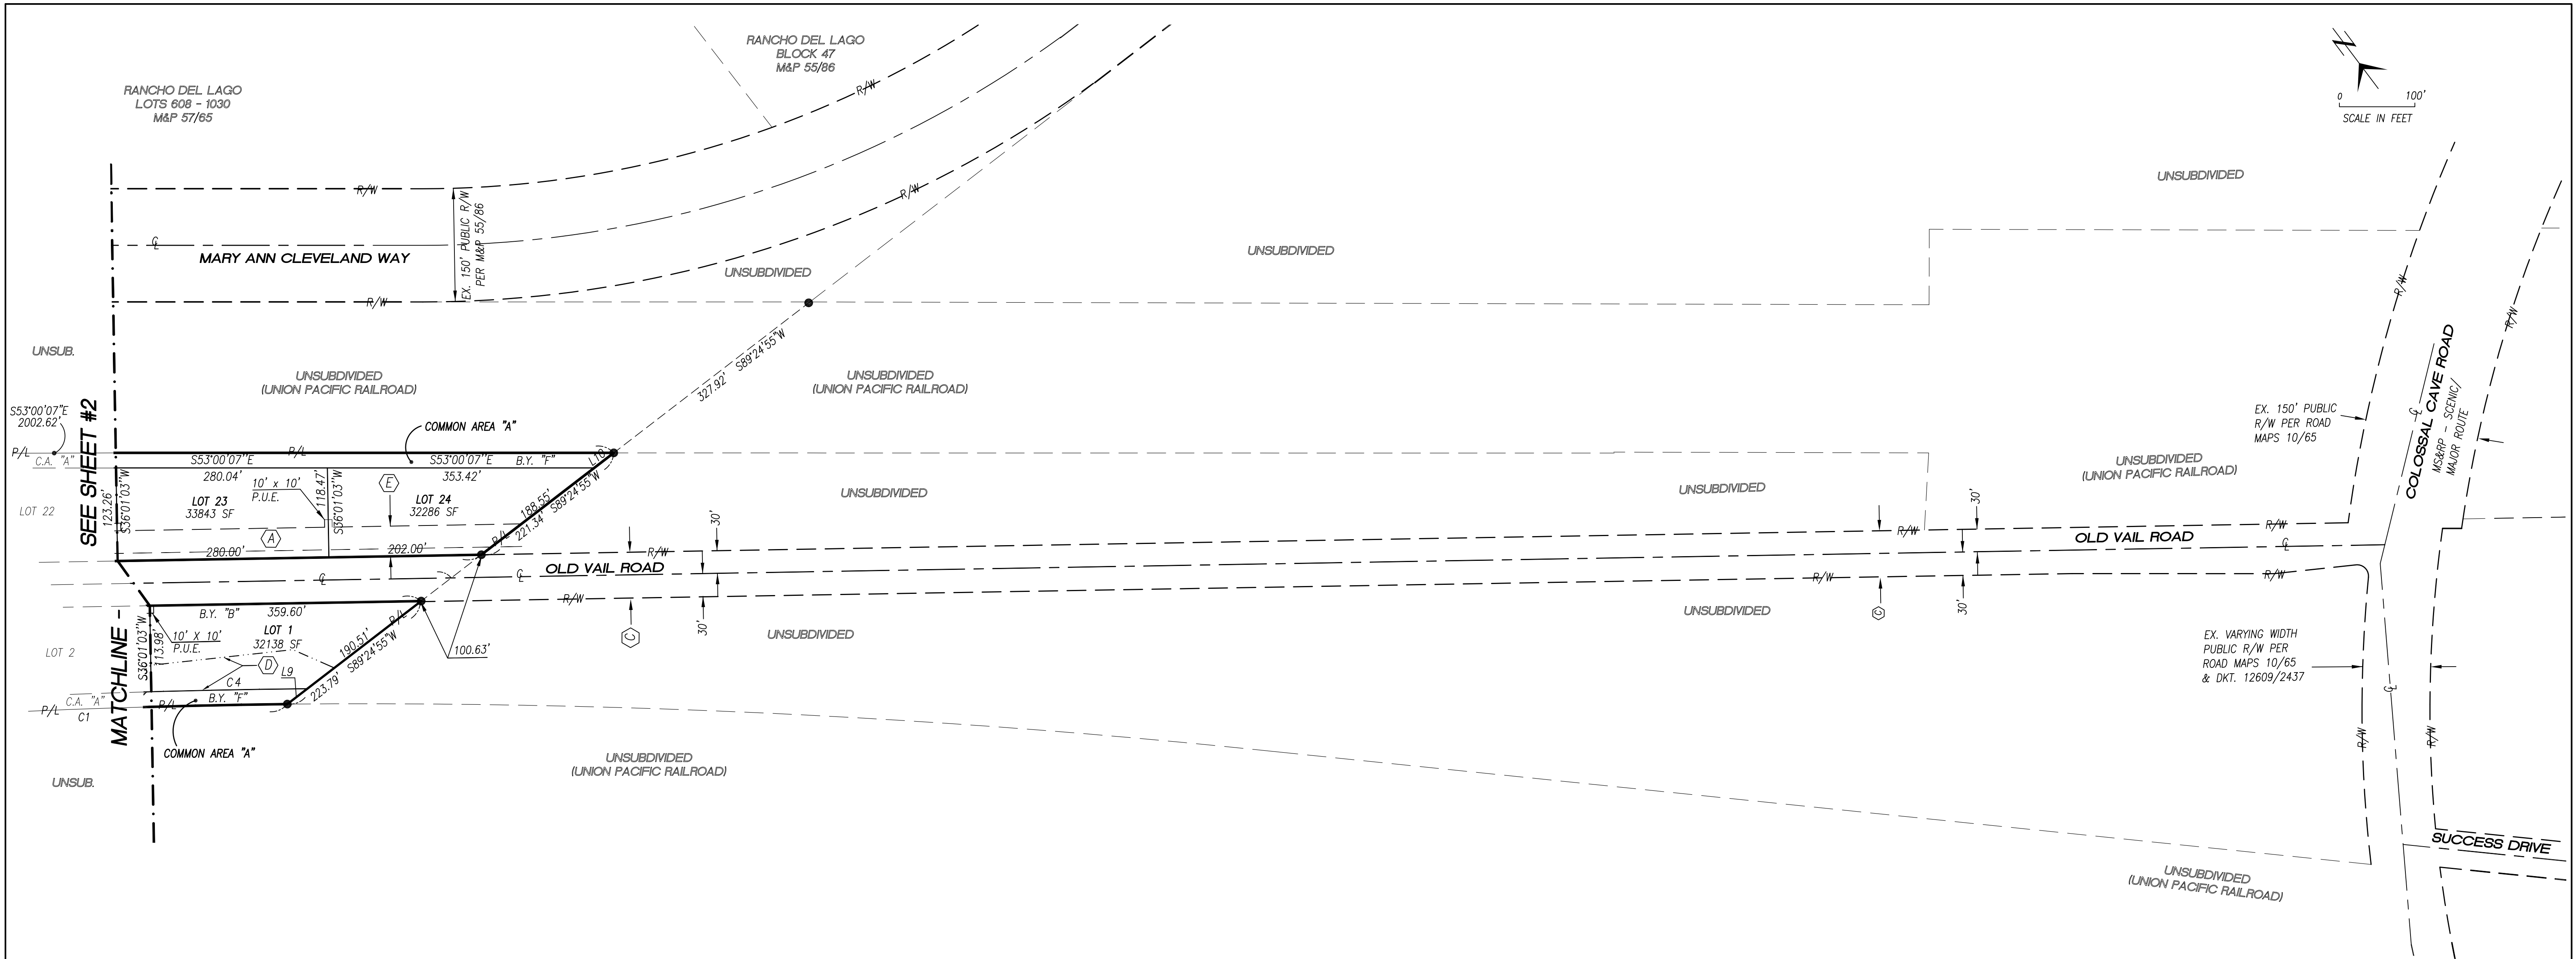 RANCHO DEL LAGO
LOTS 608 - 1030
M&P 57/65
RANCHO DEL LAGO
BLOCK 47
M&P 55/86
N
0 100'
SCALE IN FEET
R/W
R/W
R/W
R/W
EX. 150' PUBLIC R/W
PER M&P 55/86
℄
MARY ANN CLEVELAND WAY
UNSUBDIVIDED
UNSUBDIVIDED
UNSUBDIVIDED
UNSUB.
UNSUBDIVIDED
(UNION PACIFIC RAILROAD)
UNSUBDIVIDED
(UNION PACIFIC RAILROAD)
327.92' S89°24'55"W
S53°00'07"E
2002.62'
P/L
C.A. "A"
SEE SHEET #2
MATCHLINE -
COMMON AREA "A"
P/L
S53°00'07"E
280.04'
S53°00'07"E
353.42'
B.Y. "F"
L10
LOT 22
123.26'
S36°01'03"W
LOT 23
33843 SF
10' x 10'
P.U.E.
118.47'
S36°01'03"W
E
LOT 24
32286 SF
A
280.00'
202.00'
188.55'
P/L
221.34'
S89°24'55"W
℄
℄
OLD VAIL ROAD
R/W
R/W
C
30'
30'
B.Y. "B"
359.60'
LOT 1
32138 SF
10' X 10'
P.U.E.
LOT 2
S36°01'03"W
113.98'
D
L9
C4
B.Y. "F"
190.51'
P/L
S89°24'55"W
223.79'
100.63'
C.A. "A"
P/L
C1
P/L
COMMON AREA "A"
UNSUB.
UNSUBDIVIDED
UNSUBDIVIDED
UNSUBDIVIDED
(UNION PACIFIC RAILROAD)
UNSUBDIVIDED
UNSUBDIVIDED
UNSUBDIVIDED
(UNION PACIFIC RAILROAD)
R/W
R/W
C
30'
30'
OLD VAIL ROAD
R/W
℄
R/W
EX. 150' PUBLIC
R/W PER ROAD
MAPS 10/65
R/W
R/W
℄
COLOSSAL CAVE ROAD
MS&RP - SCENIC/
MAJOR ROUTE
EX. VARYING WIDTH
PUBLIC R/W PER
ROAD MAPS 10/65
& DKT. 12609/2437
R/W
℄
R/W
SUCCESS DRIVE
UNSUBDIVIDED
(UNION PACIFIC RAILROAD)